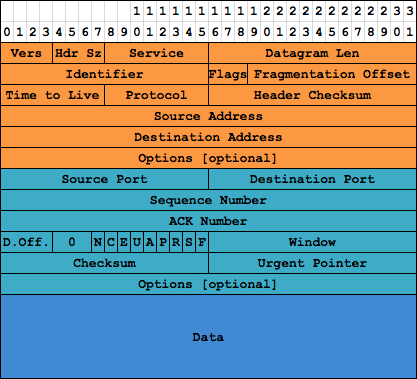 1 1 1 1 1 1 1 1 1 1 2 2 2 2 2 2 2 2 2 2 3 3
0 1 2 3 4 5 6 7 8 9 0 1 2 3 4 5 6 7 8 9 0 1 2 3 4 5 6 7 8 9 0 1
Vers Hdr Sz Service Datagram Len
Identifier Flags Fragmentation Offset
Time to Live Protocol Header Checksum
Source Address
Destination Address
Options [optional]
Source Port Destination Port
Sequence Number
ACK Number
D.Off. 0 N C E U A P R S F Window
Checksum Urgent Pointer
Options [optional]
Data